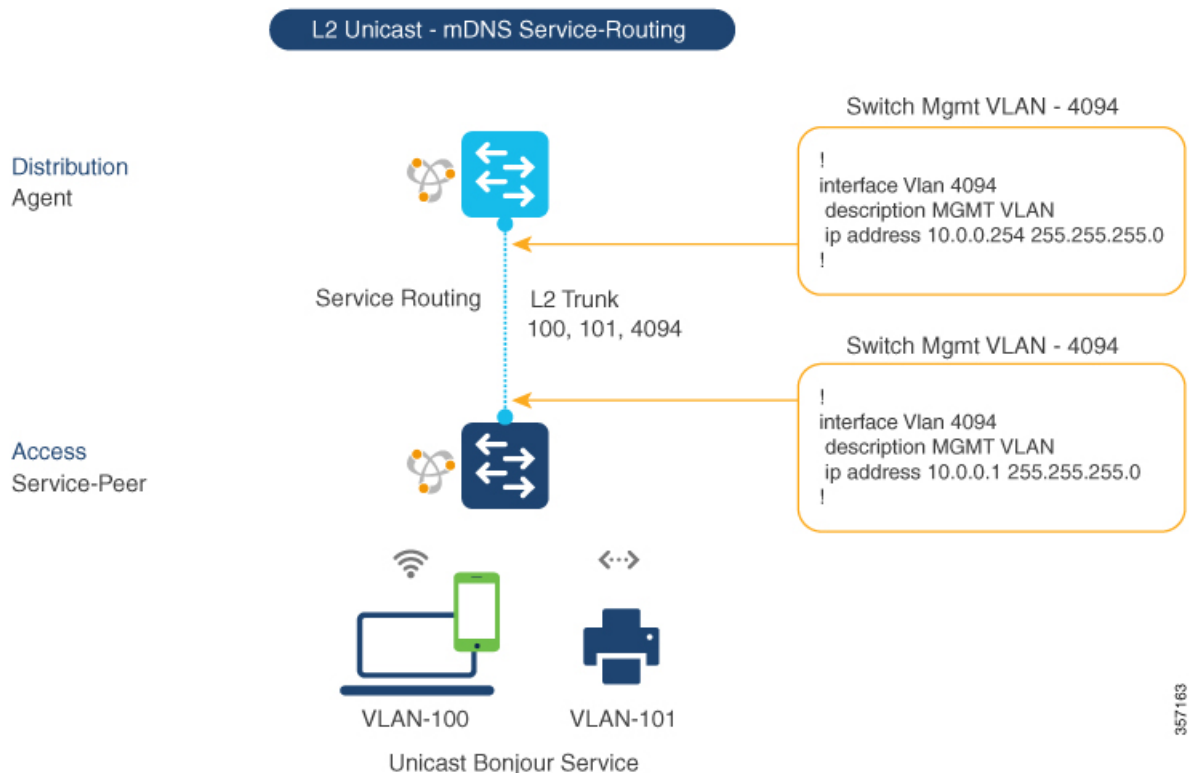 L2 Unicast - mDNS Service-Routing
Switch Mgmt VLAN - 4094
!
interface Vlan 4094
description MGMT VLAN
ip address 10.0.0.254 255.255.255.0
!
Distribution
Agent
Service Routing
L2 Trunk
100, 101, 4094
Switch Mgmt VLAN - 4094
!
interface Vlan 4094
description MGMT VLAN
ip address 10.0.0.1 255.255.255.0
!
Access
Service-Peer
VLAN-100
VLAN-101
Unicast Bonjour Service
357163